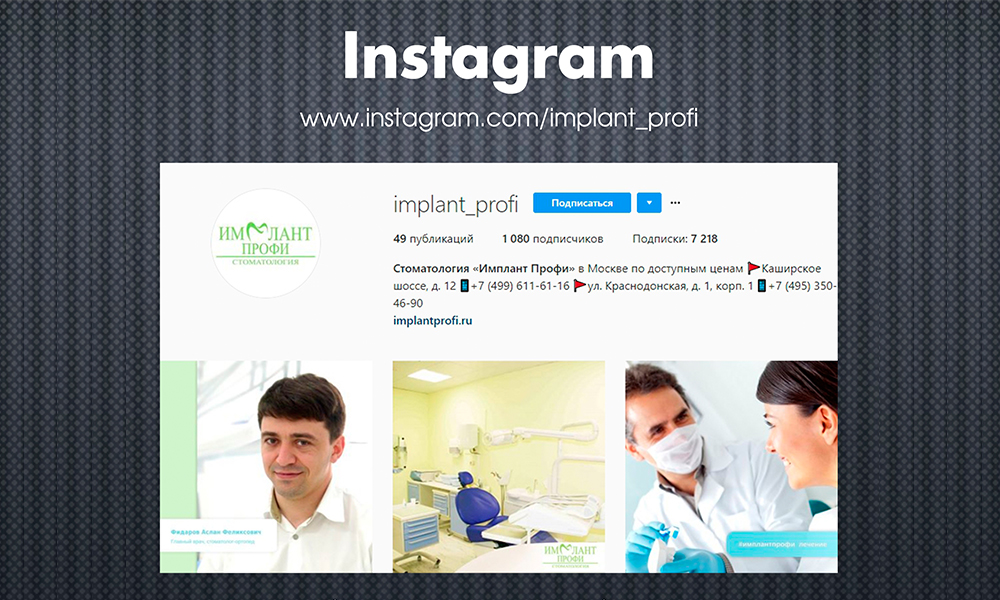 Instagram
www.instagram.com/implant_profi
ИМПЛАНТ
ПРОФИ
СТОМАТОЛОГИЯ
implant_profi Подписаться ...
49 публикаций 1 080 подписчиков Подписки: 7 218
Стоматология «Имплант Профи» в Москве по доступным ценам 🚩Каширское
шоссе, д. 12 📱+7 (499) 611-61-16 🚩ул. Краснодонская, д. 1, корп. 1 📱+7 (495) 350-
46-90
implantprofi.ru
Фидаров Аслан Феликсович
Главный врач, стоматолог-ортопед
ИМПЛАНТ
ПРОФИ
СТОМАТОЛОГИЯ
#имплантпрофи_лечение